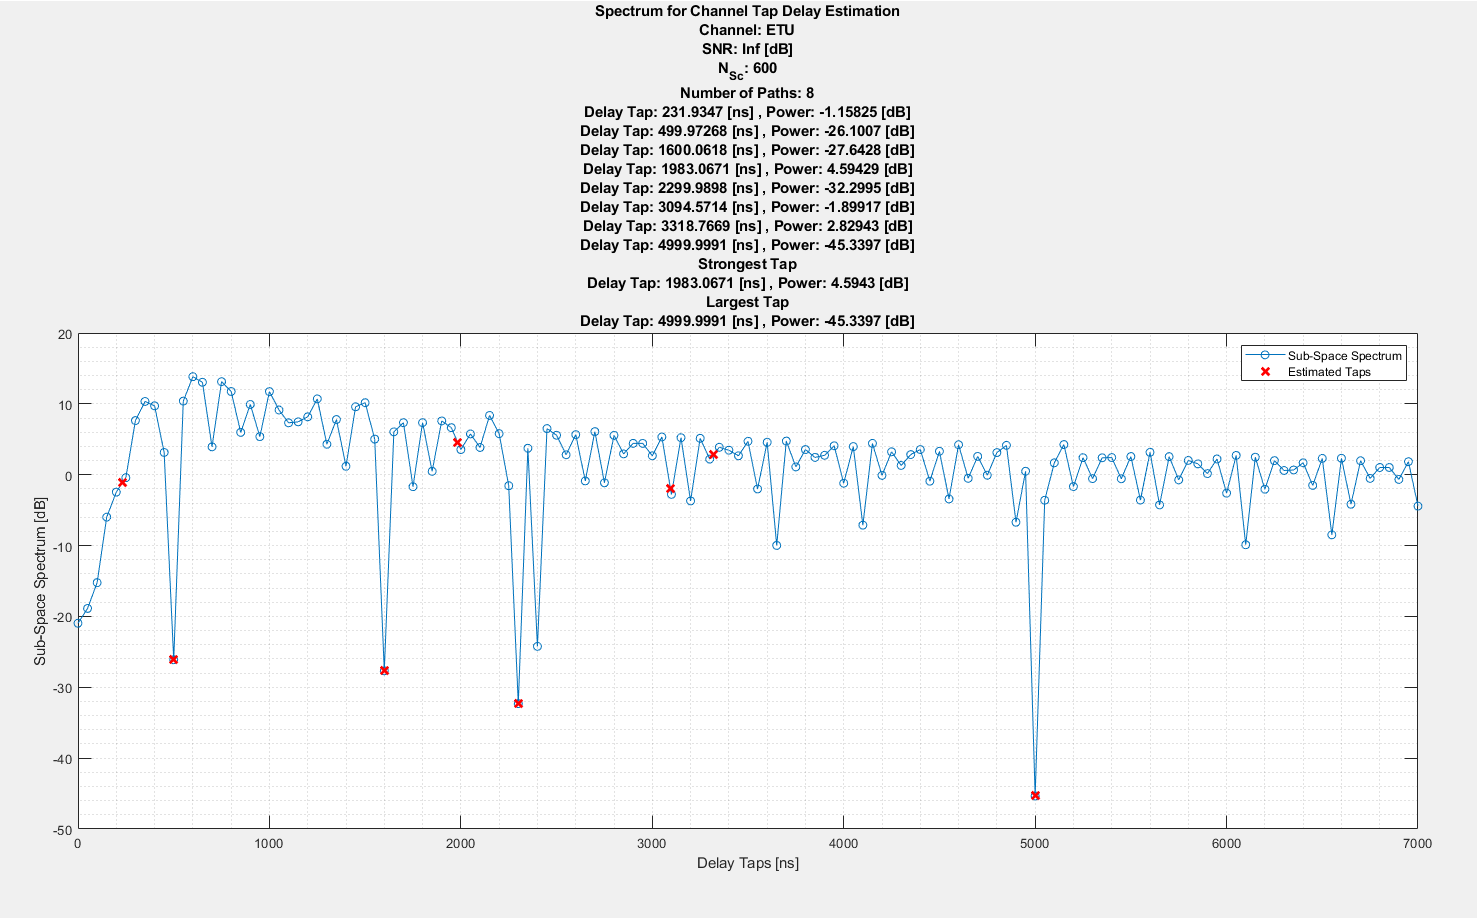 Spectrum for Channel Tap Delay Estimation
Channel: ETU
SNR: Inf [dB]
N_Sc: 600
Number of Paths: 8
Delay Tap: 231.9347 [ns] , Power: -1.15825 [dB]
Delay Tap: 499.97268 [ns] , Power: -26.1007 [dB]
Delay Tap: 1600.0618 [ns] , Power: -27.6428 [dB]
Delay Tap: 1983.0671 [ns] , Power: 4.59429 [dB]
Delay Tap: 2299.9898 [ns] , Power: -32.2995 [dB]
Delay Tap: 3094.5714 [ns] , Power: -1.89917 [dB]
Delay Tap: 3318.7669 [ns] , Power: 2.82943 [dB]
Delay Tap: 4999.9991 [ns] , Power: -45.3397 [dB]
Strongest Tap
Delay Tap: 1983.0671 [ns] , Power: 4.5943 [dB]
Largest Tap
Delay Tap: 4999.9991 [ns] , Power: -45.3397 [dB]
Sub-Space Spectrum
Estimated Taps
Sub-Space Spectrum [dB]
20
10
0
-10
-20
-30
-40
-50
0 1000 2000 3000 4000 5000 6000 7000
Delay Taps [ns]